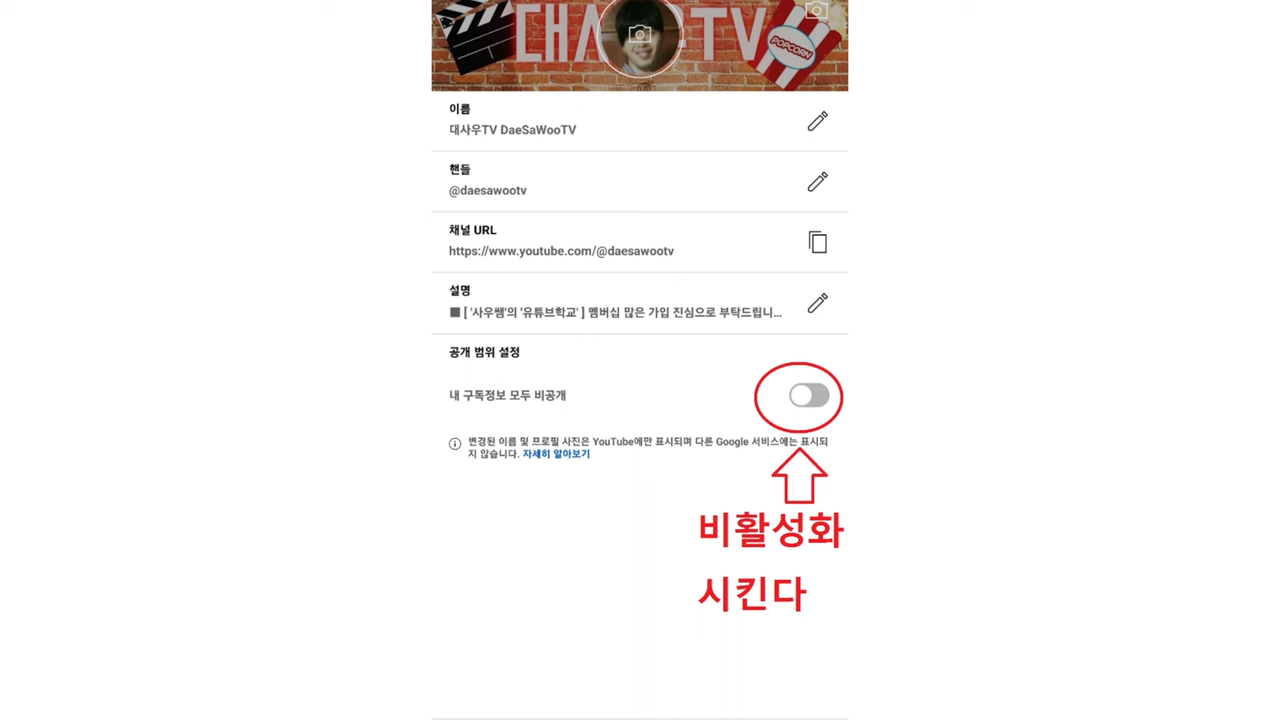 CHA
TV
POPCORN
이름
대사우TV DaeSaWooTV
핸들
@daesawootv
채널 URL
https://www.youtube.com/@daesawootv
설명
■ [ '사우쌤'의 '유튜브학교' ] 멤버십 많은 가입 진심으로 부탁드립니...
공개 범위 설정
내 구독정보 모두 비공개
변경된 이름 및 프로필 사진은 YouTube에만 표시되며 다른 Google 서비스에는 표시되
지 않습니다. 자세히 알아보기
비활성화
시킨다